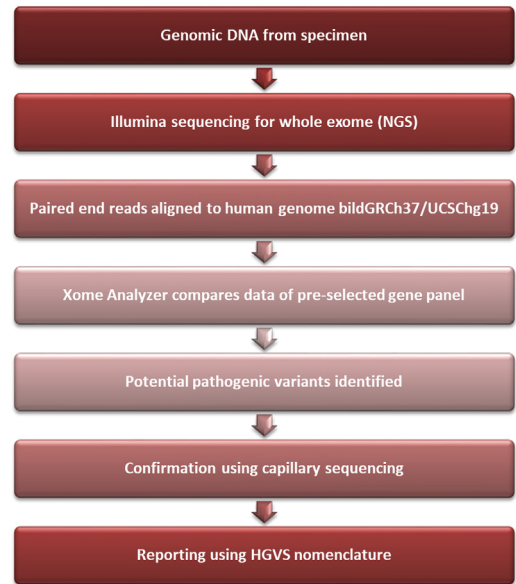 Genomic DNA from specimen
Illumina sequencing for whole exome (NGS)
Paired end reads aligned to human genome bildGRCh37/UCSChg19
Xome Analyzer compares data of pre-selected gene panel
Potential pathogenic variants identified
Confirmation using capillary sequencing
Reporting using HGVS nomenclature